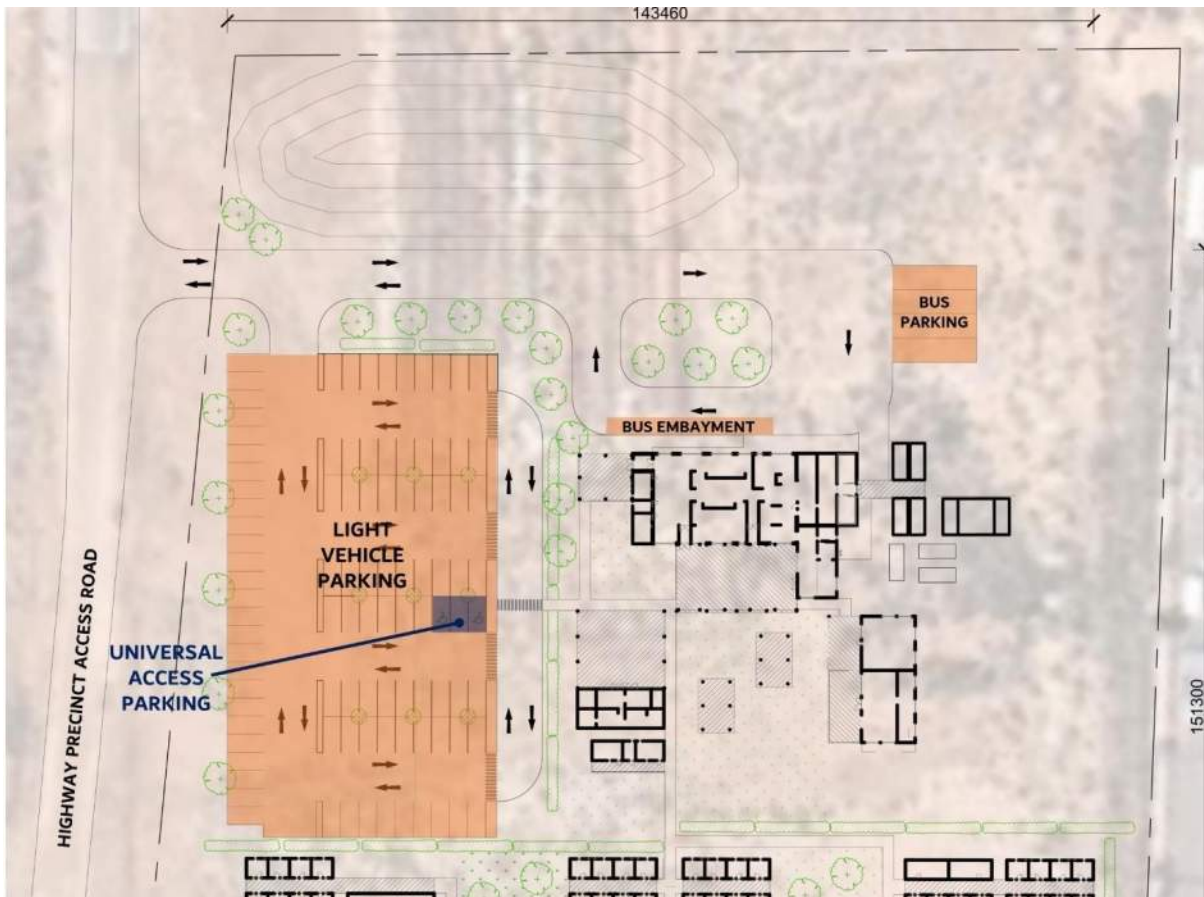 143460
BUS
PARKING
BUS EMBAYMENT
LIGHT
VEHICLE
PARKING
UNIVERSAL
ACCESS
PARKING
HIGHWAY PRECINCT ACCESS ROAD
151300